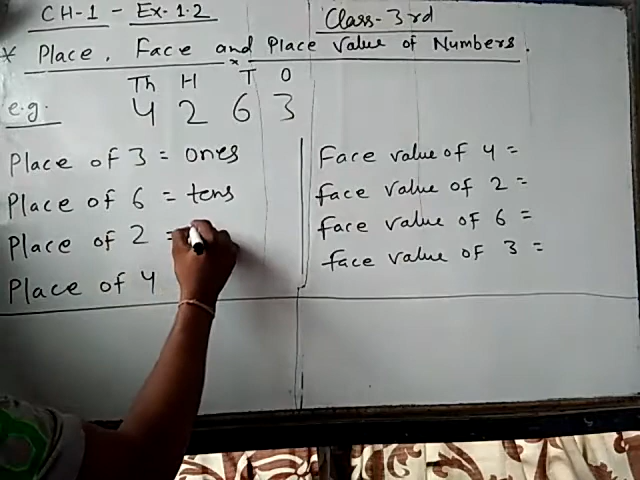 CH-1 - Ex-1.2 Class-3rd
* Place, Face and Place Value of Numbers.
Th H T O
e.g. 4 2 6 3
Place of 3 = ones
Place of 6 = tens
Place of 2 =
Place of 4
Face value of 4 =
face value of 2 =
face value of 6 =
face value of 3 =